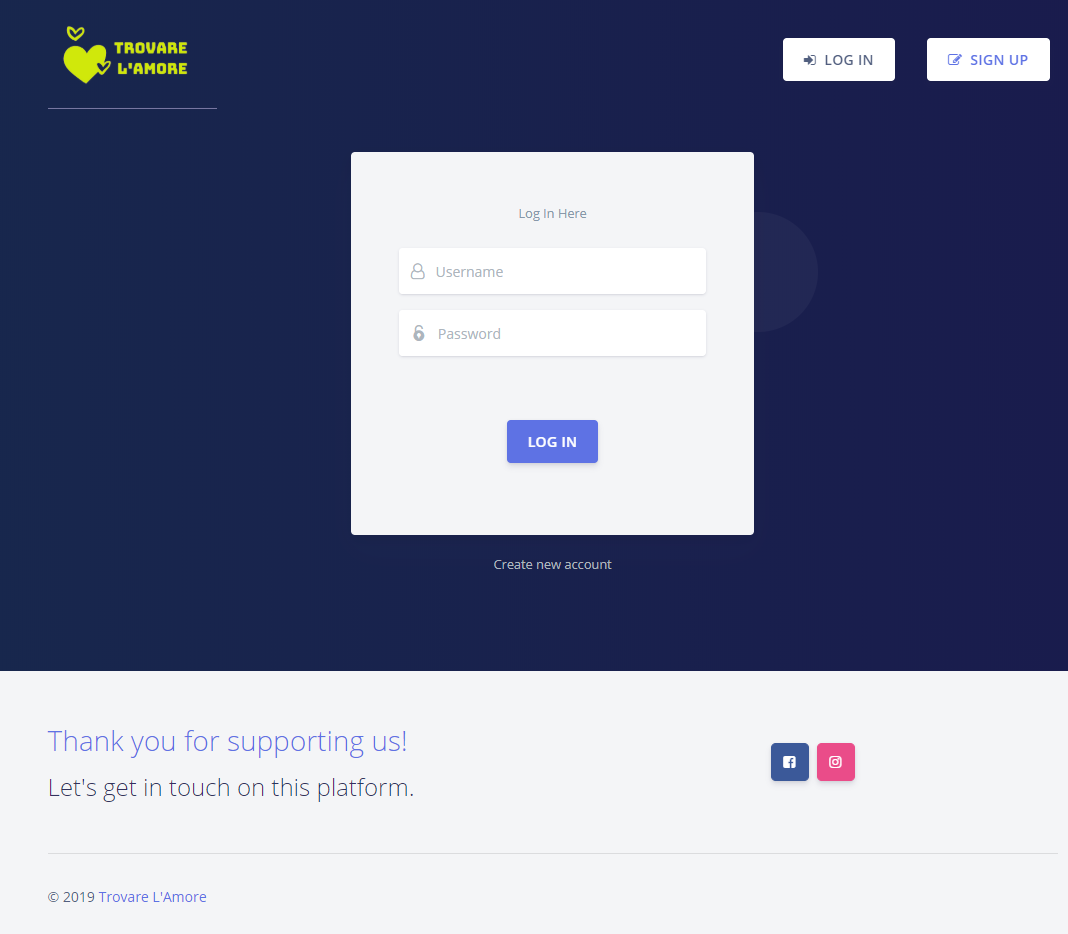 TROVARE
L'AMORE
LOG IN
SIGN UP
Log In Here
Username
Password
LOG IN
Create new account
Thank you for supporting us!
Let's get in touch on this platform.
© 2019 Trovare L'Amore